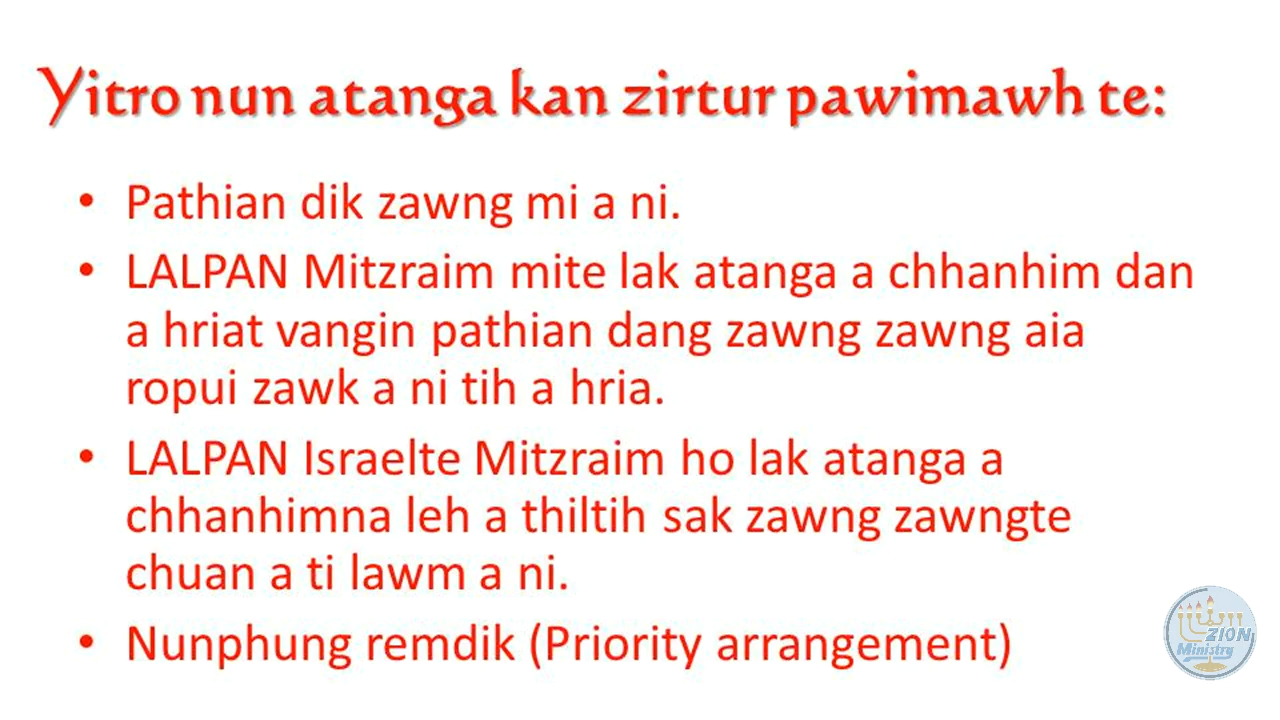 Yitro nun atanga kan zirtur pawimawh te:
• Pathian dik zawng mi a ni.
• LALPAN Mitzraim mite lak atanga a chhanhim dan
a hriat vangin pathian dang zawng zawng aia
ropui zawk a ni tih a hria.
• LALPAN Israelte Mitzraim ho lak atanga a
chhanhimna leh a thiltih sak zawng zawngte
chuan a ti lawm a ni.
• Nunphung remdik (Priority arrangement)
ZION
Ministry